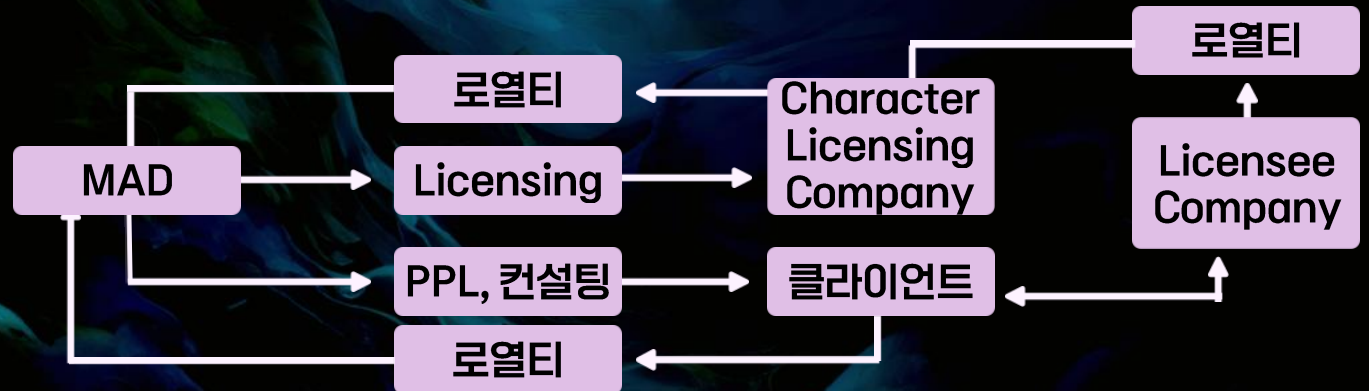 로열티
로열티
Character
Licensing
Company
MAD
Licensing
Licensee
Company
PPL, 컨설팅
클라이언트
로열티